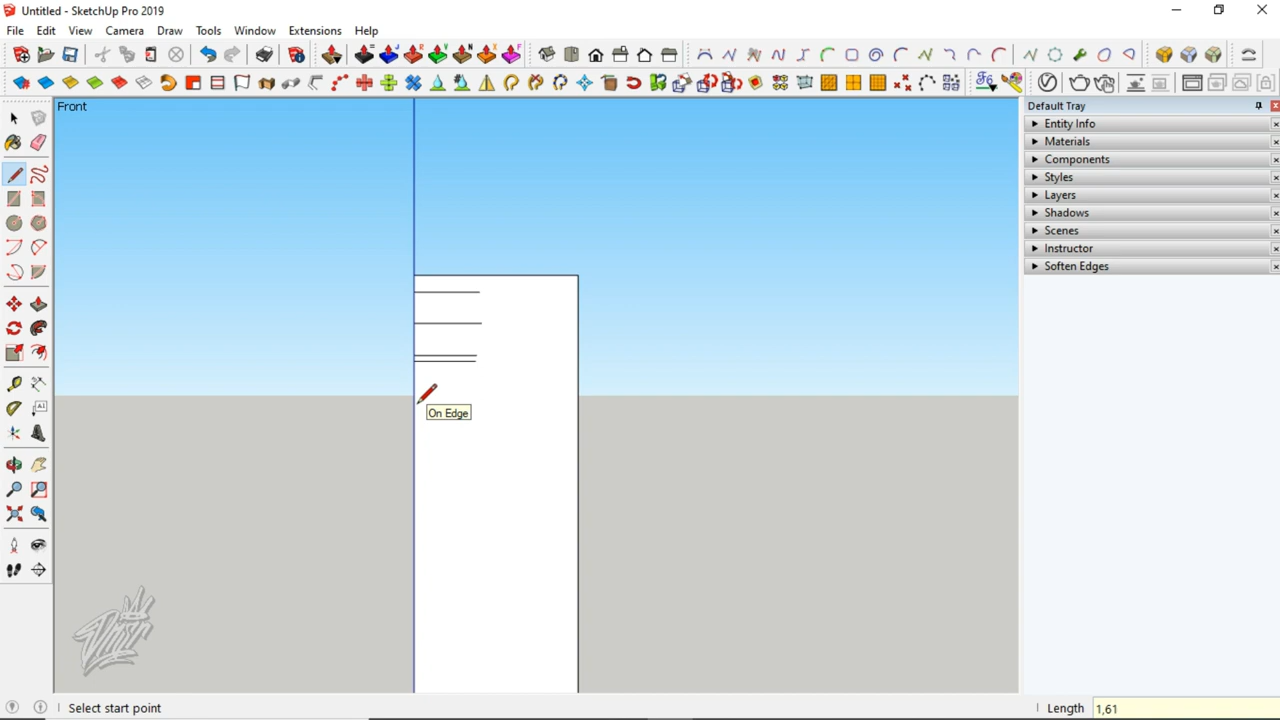 Untitled - SketchUp Pro 2019
File Edit View Camera Draw Tools Window Extensions Help
Front
Default Tray
Entity Info
Materials
Components
Styles
Layers
Shadows
Scenes
Instructor
Soften Edges
On Edge
Select start point
Length 1,61